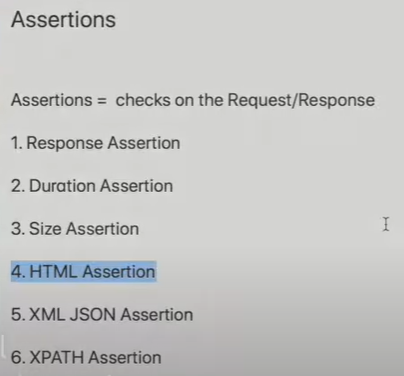 Assertions
Assertions = checks on the Request/Response
1. Response Assertion
2. Duration Assertion
3. Size Assertion
4. HTML Assertion
5. XML JSON Assertion
6. XPATH Assertion